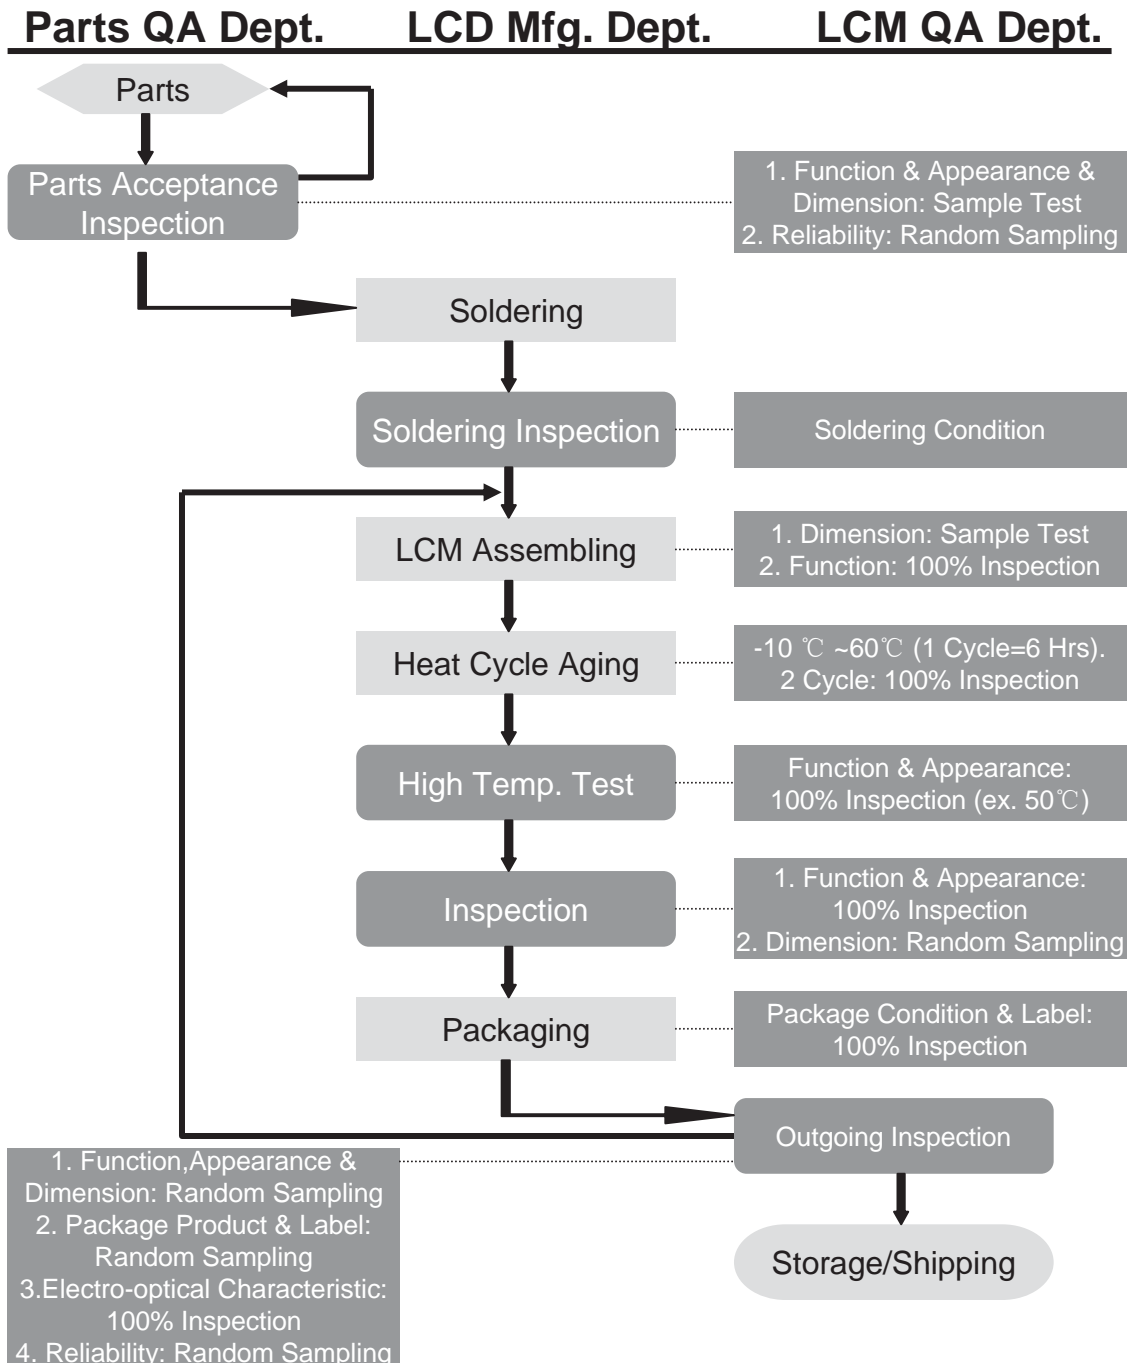 Parts QA Dept.
LCD Mfg. Dept.
LCM QA Dept.
Parts
Parts Acceptance
Inspection
1. Function & Appearance &
Dimension: Sample Test
2. Reliability: Random Sampling
Soldering
Soldering Inspection
Soldering Condition
LCM Assembling
1. Dimension: Sample Test
2. Function: 100% Inspection
Heat Cycle Aging
-10 ℃ ~60℃ (1 Cycle=6 Hrs).
2 Cycle: 100% Inspection
High Temp. Test
Function & Appearance:
100% Inspection (ex. 50℃)
Inspection
1. Function & Appearance:
100% Inspection
2. Dimension: Random Sampling
Packaging
Package Condition & Label:
100% Inspection
Outgoing Inspection
1. Function,Appearance &
Dimension: Random Sampling
2. Package Product & Label:
Random Sampling
3.Electro-optical Characteristic:
100% Inspection
4. Reliability: Random Sampling
Storage/Shipping